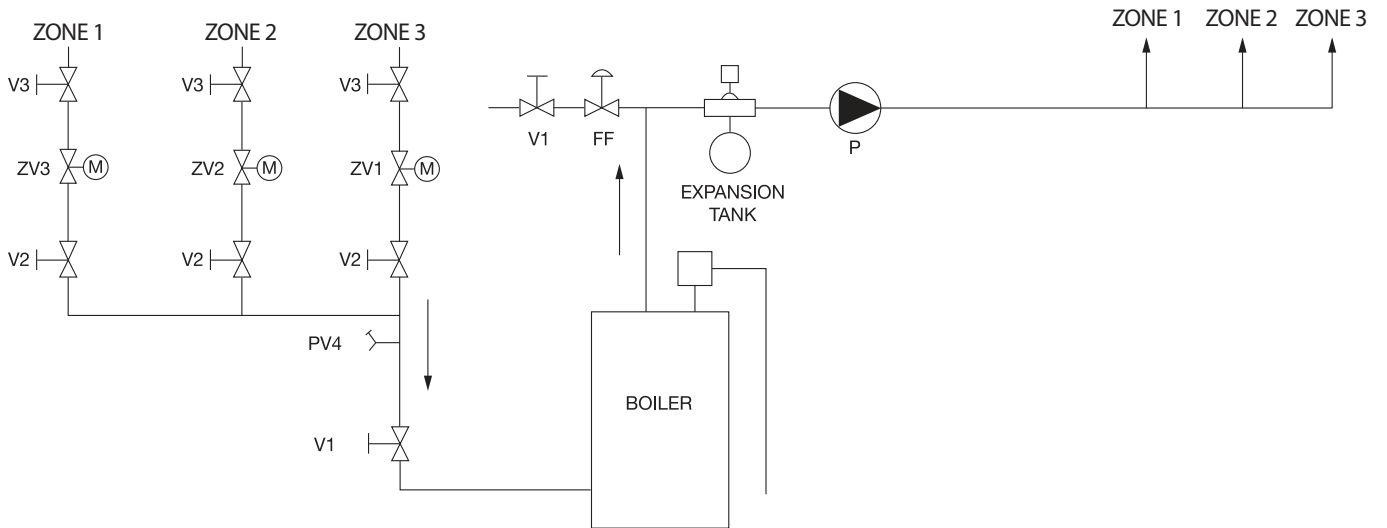 ZONE 1 ZONE 2 ZONE 3
ZONE 1 ZONE 2 ZONE 3
V3 V3 V3
V1 FF
P
ZV3 M ZV2 M ZV1 M
EXPANSION
TANK
V2 V2 V2
PV4
BOILER
V1